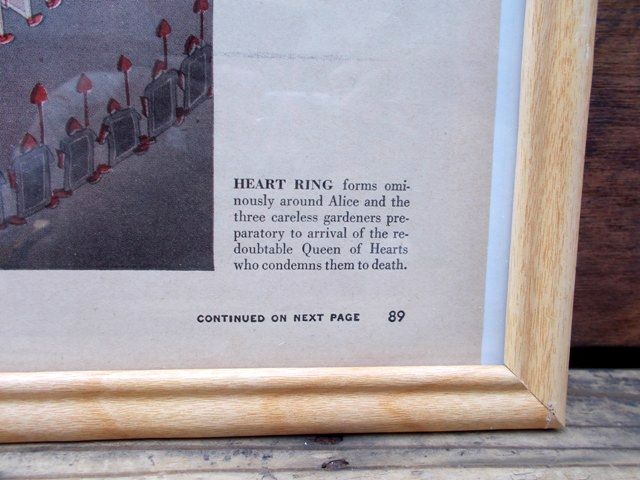 HEART RING forms omi-
nously around Alice and the
three careless gardeners pre-
paratory to arrival of the re-
doubtable Queen of Hearts
who condemns them to death.
CONTINUED ON NEXT PAGE 89